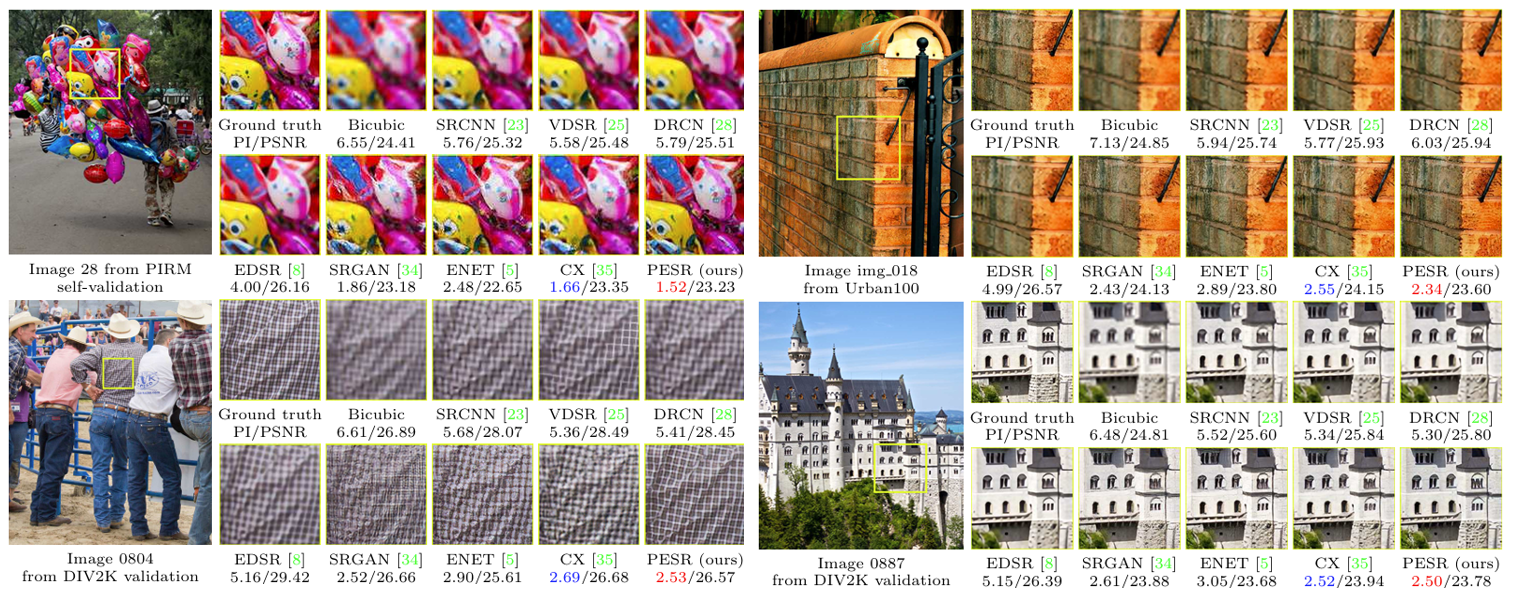 Ground truth Bicubic SRCNN [23] VDSR [25] DRCN [28]
PI/PSNR 6.55/24.41 5.76/25.32 5.58/25.48 5.79/25.51
Image 28 from PIRM
self-validation
EDSR [8] SRGAN [34] ENET [5] CX [35] PESR (ours)
4.00/26.16 1.86/23.18 2.48/22.65 1.66/23.35 1.52/23.23
Ground truth Bicubic SRCNN [23] VDSR [25] DRCN [28]
PI/PSNR 7.13/24.85 5.94/25.74 5.77/25.93 6.03/25.94
Image img_018
from Urban100
EDSR [8] SRGAN [34] ENET [5] CX [35] PESR (ours)
4.99/26.57 2.43/24.13 2.89/23.80 2.55/24.15 2.34/23.60
Ground truth Bicubic SRCNN [23] VDSR [25] DRCN [28]
PI/PSNR 6.61/26.89 5.68/28.07 5.36/28.49 5.41/28.45
Image 0804
from DIV2K validation
EDSR [8] SRGAN [34] ENET [5] CX [35] PESR (ours)
5.16/29.42 2.52/26.66 2.90/25.61 2.69/26.68 2.53/26.57
Ground truth Bicubic SRCNN [23] VDSR [25] DRCN [28]
PI/PSNR 6.48/24.81 5.52/25.60 5.34/25.84 5.30/25.80
Image 0887
from DIV2K validation
EDSR [8] SRGAN [34] ENET [5] CX [35] PESR (ours)
5.15/26.39 2.61/23.88 3.05/23.68 2.52/23.94 2.50/23.78